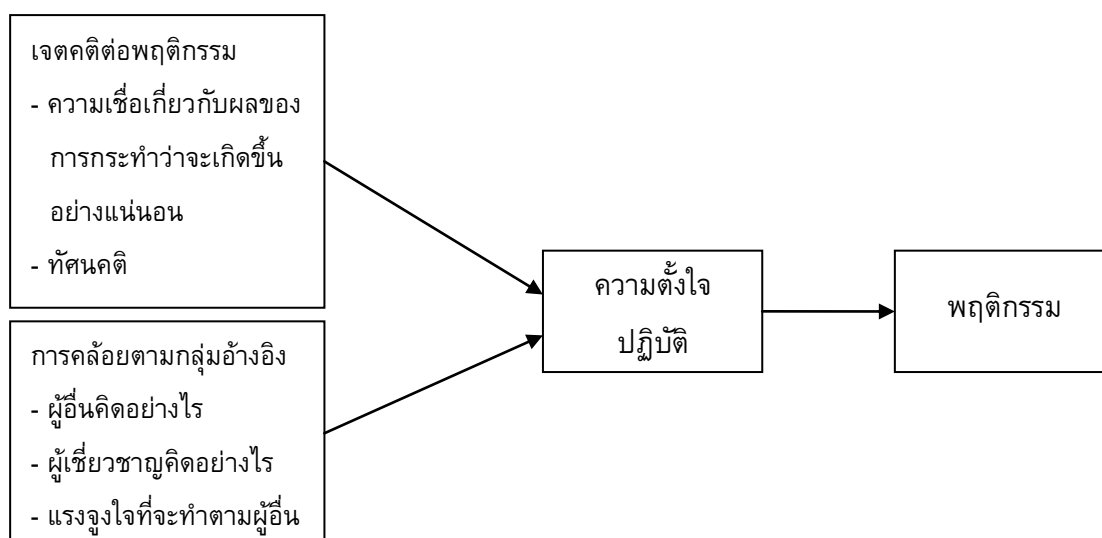 เจตคติต่อพฤติกรรม
- ความเชื่อเกี่ยวกับผลของ
การกระทำว่าจะเกิดขึ้น
อย่างแน่นอน
- ทัศนคติ
การคล้อยตามกลุ่มอ้างอิง
- ผู้อื่นคิดอย่างไร
- ผู้เชี่ยวชาญคิดอย่างไร
- แรงจูงใจที่จะทำตามผู้อื่น
ความตั้งใจ
ปฏิบัติ
พฤติกรรม